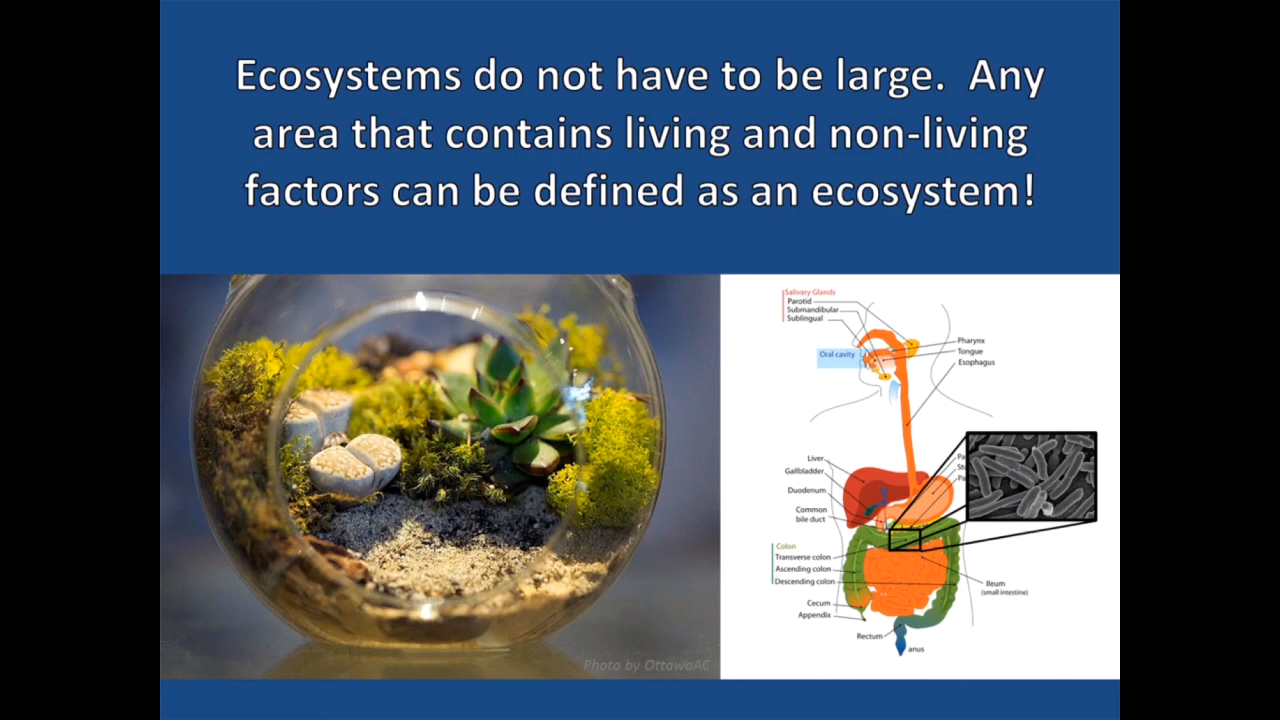 Ecosystems do not have to be large.  Any
area that contains living and non-living
factors can be defined as an ecosystem!
Photo by OttawaAC
Salivary Glands
Parotid
Submandibular
Sublingual
Oral cavity
Pharynx
Tongue
Esophagus
Liver
Gallbladder
Duodenum
Common
bile duct
Colon
Transverse colon
Ascending colon
Descending colon
Cecum
Appendix
Rectum
anus
Ileum
(small intestine)